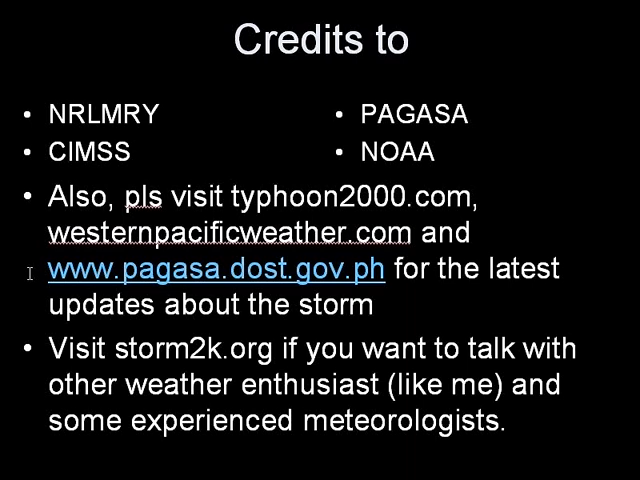 Credits to
• NRLMRY
• CIMSS
• PAGASA
• NOAA
• Also, pls visit typhoon2000.com,
westernpacificweather.com and
www.pagasa.dost.gov.ph for the latest
updates about the storm
• Visit storm2k.org if you want to talk with
other weather enthusiast (like me) and
some experienced meteorologists.